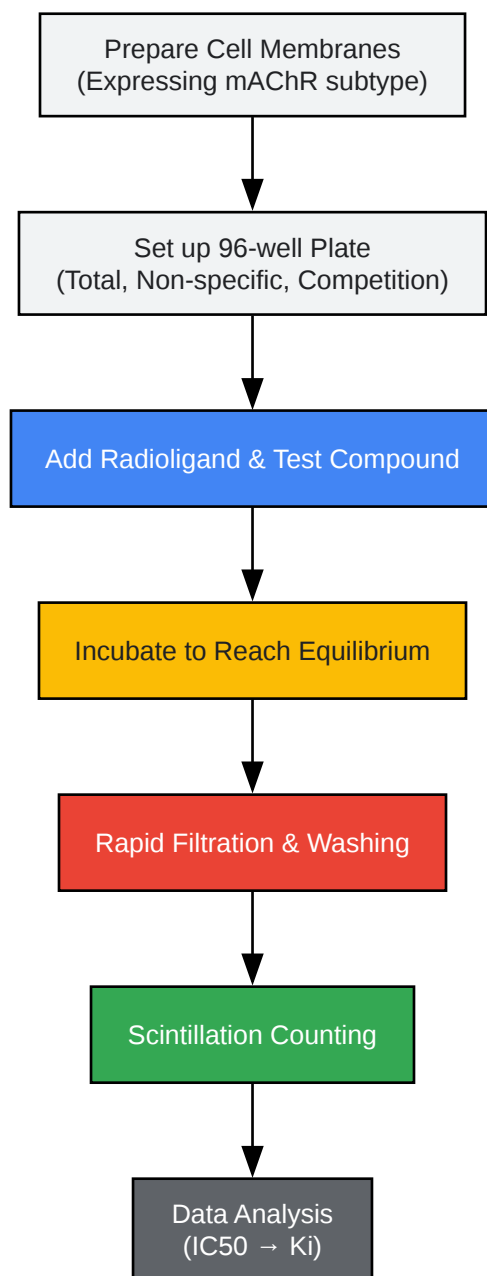 Prepare Cell Membranes
(Expressing mAChR subtype)
Set up 96-well Plate
(Total, Non-specific, Competition)
Add Radioligand & Test Compound
Incubate to Reach Equilibrium
Rapid Filtration & Washing
Scintillation Counting
Data Analysis
(IC50 → Ki)